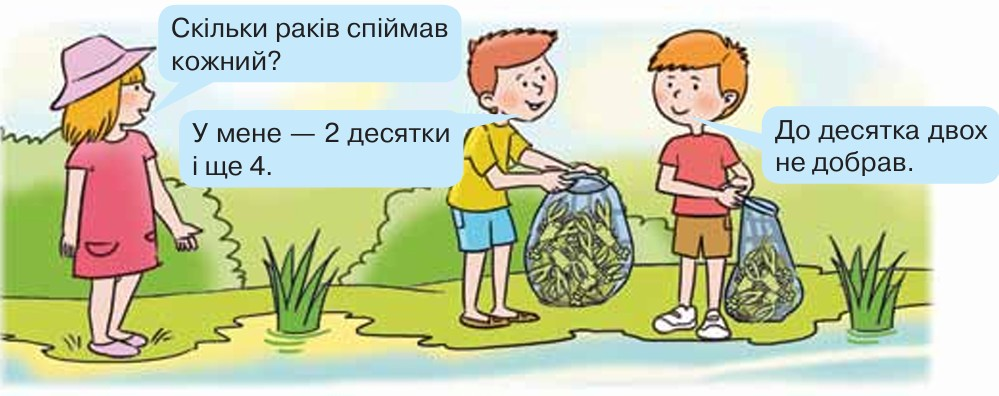 Скільки раків спіймав
кожний?
У мене — 2 десятки
і ще 4.
До десятка двох
не добрав.